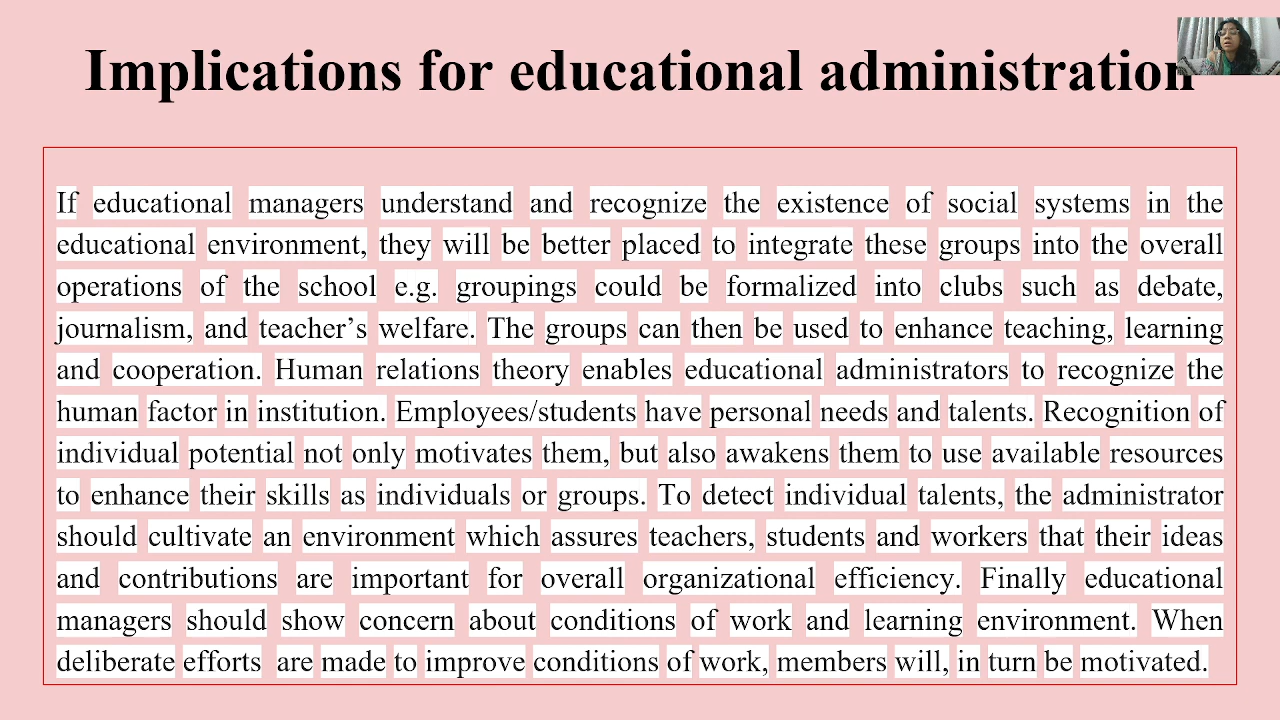 Implications for educational administration
If educational managers understand and recognize the existence of social systems in the
educational environment, they will be better placed to integrate these groups into the overall
operations of the school e.g. groupings could be formalized into clubs such as debate,
journalism, and teacher’s welfare. The groups can then be used to enhance teaching, learning
and cooperation. Human relations theory enables educational administrators to recognize the
human factor in institution. Employees/students have personal needs and talents. Recognition of
individual potential not only motivates them, but also awakens them to use available resources
to enhance their skills as individuals or groups. To detect individual talents, the administrator
should cultivate an environment which assures teachers, students and workers that their ideas
and contributions are important for overall organizational efficiency. Finally educational
managers should show concern about conditions of work and learning environment. When
deliberate efforts are made to improve conditions of work, members will, in turn be motivated.